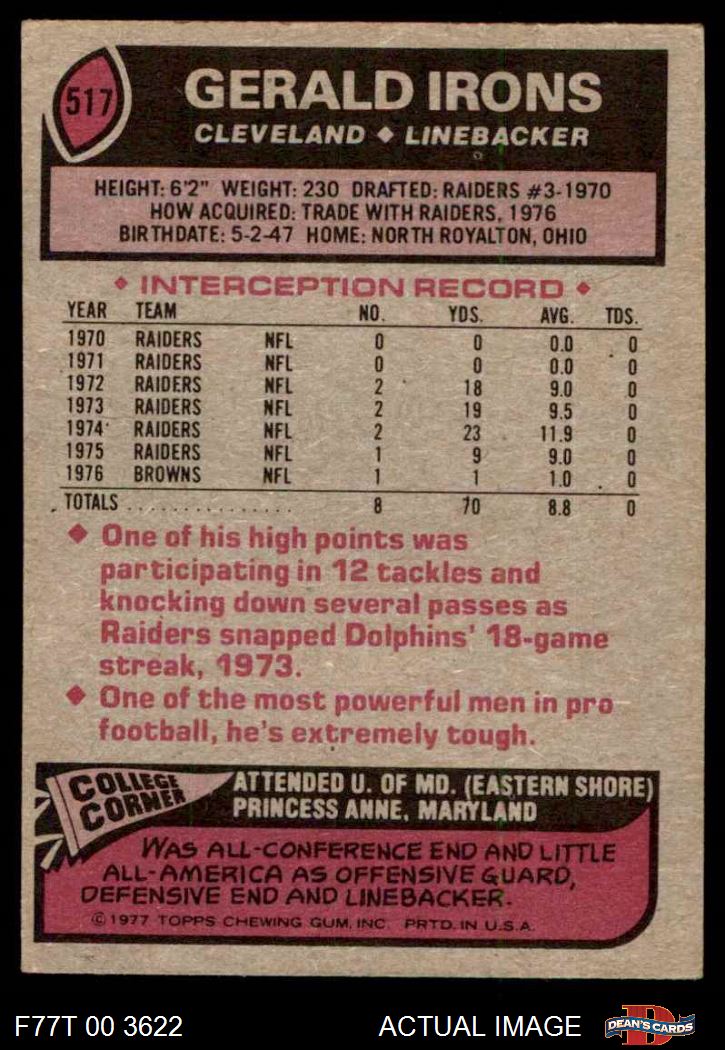 517
GERALD IRONS
CLEVELAND ◆ LINEBACKER
HEIGHT: 6'2" WEIGHT: 230 DRAFTED: RAIDERS #3-1970
HOW ACQUIRED: TRADE WITH RAIDERS, 1976
BIRTHDATE: 5-2-47 HOME: NORTH ROYALTON, OHIO
◆ INTERCEPTION RECORD ◆
YEAR TEAM NO. YDS. AVG. TDS.
1970 RAIDERS NFL 0 0 0.0 0
1971 RAIDERS NFL 0 0 0.0 0
1972 RAIDERS NFL 2 18 9.0 0
1973 RAIDERS NFL 2 19 9.5 0
1974 RAIDERS NFL 2 23 11.9 0
1975 RAIDERS NFL 1 9 9.0 0
1976 BROWNS NFL 1 1 1.0 0
TOTALS ................ 8 70 8.8 0
◆ One of his high points was
participating in 12 tackles and
knocking down several passes as
Raiders snapped Dolphins' 18-game
streak, 1973.
◆ One of the most powerful men in pro
football, he's extremely tough.
COLLEGE
CORNER
ATTENDED U. OF MD. (EASTERN SHORE)
PRINCESS ANNE, MARYLAND
WAS ALL-CONFERENCE END AND LITTLE
ALL-AMERICA AS OFFENSIVE GUARD,
DEFENSIVE END AND LINEBACKER.
© 1977 TOPPS CHEWING GUM, INC. PRTD. IN U.S.A.
F77T 00 3622 ACTUAL IMAGE
D
DEAN'S CARDS